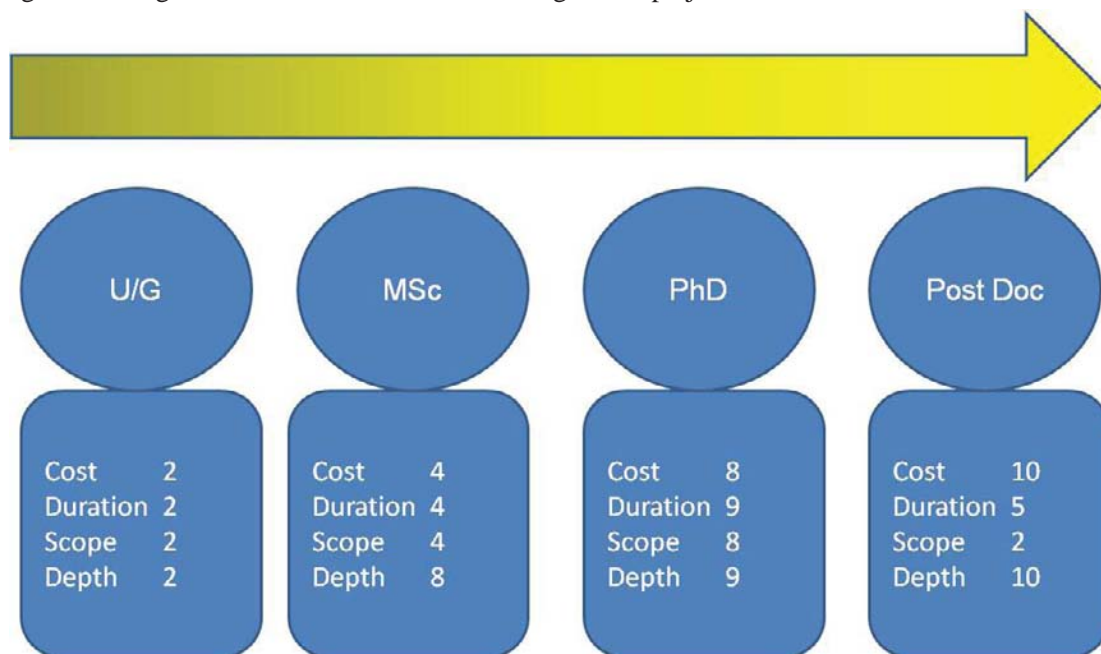 U/G
MSc
PhD
Post Doc
Cost 2
Duration 2
Scope 2
Depth 2
Cost 4
Duration 4
Scope 4
Depth 8
Cost 8
Duration 9
Scope 8
Depth 9
Cost 10
Duration 5
Scope 2
Depth 10